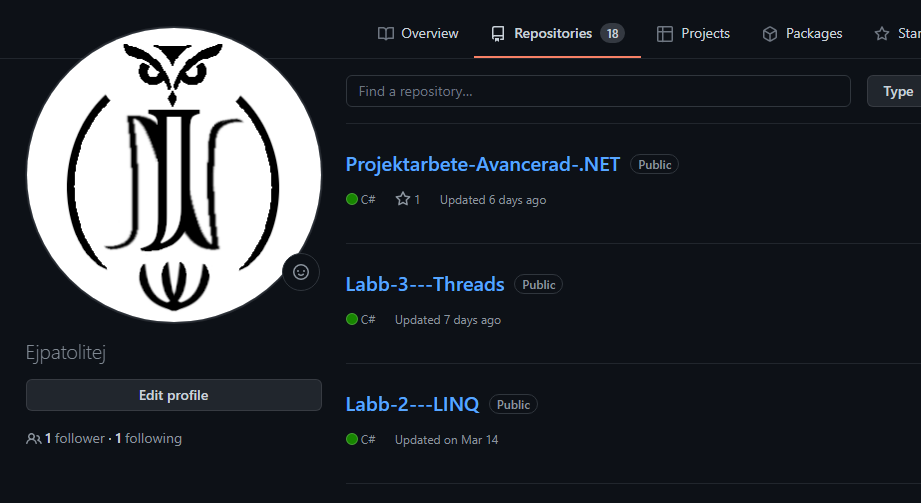 Overview
Repositories 18
Projects
Packages
Find a repository...
Type
Projektarbete-Avancerad-.NET Public
C# 1 Updated 6 days ago
Labb-3---Threads Public
C# Updated 7 days ago
Labb-2---LINQ Public
C# Updated on Mar 14
Ejpatolitej
Edit profile
1 follower · 1 following